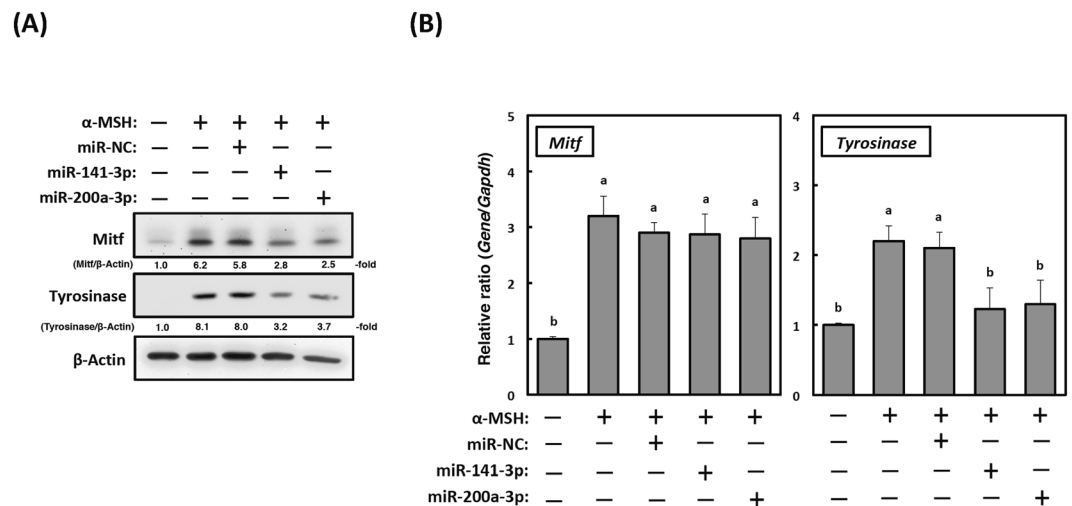 (A)
α-MSH: — + + + +
miR-NC: — — + — —
miR-141-3p: — — — + —
miR-200a-3p: — — — — +
Mitf
(Mitf/β-Actin) 1.0 6.2 5.8 2.8 2.5 -fold
Tyrosinase
(Tyrosinase/β-Actin) 1.0 8.1 8.0 3.2 3.7 -fold
β-Actin
(B)
Relative ratio (Gene/Gapdh)
5
4
3
2
1
0
Mitf
b a a a a
4
3
2
1
0
Tyrosinase
b a a b b
α-MSH: — + + + + — + + + +
miR-NC: — — + — — — — + — —
miR-141-3p: — — — + — — — — + —
miR-200a-3p: — — — — + — — — — +